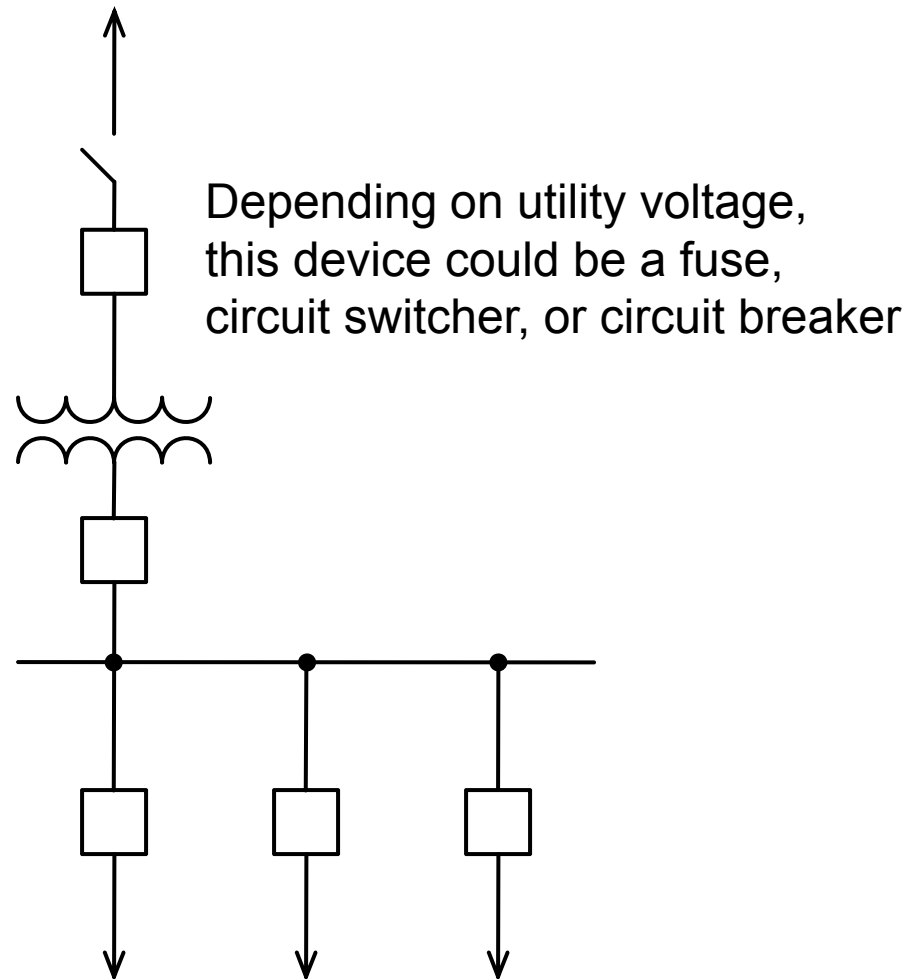 Depending on utility voltage,
this device could be a fuse,
circuit switcher, or circuit breaker